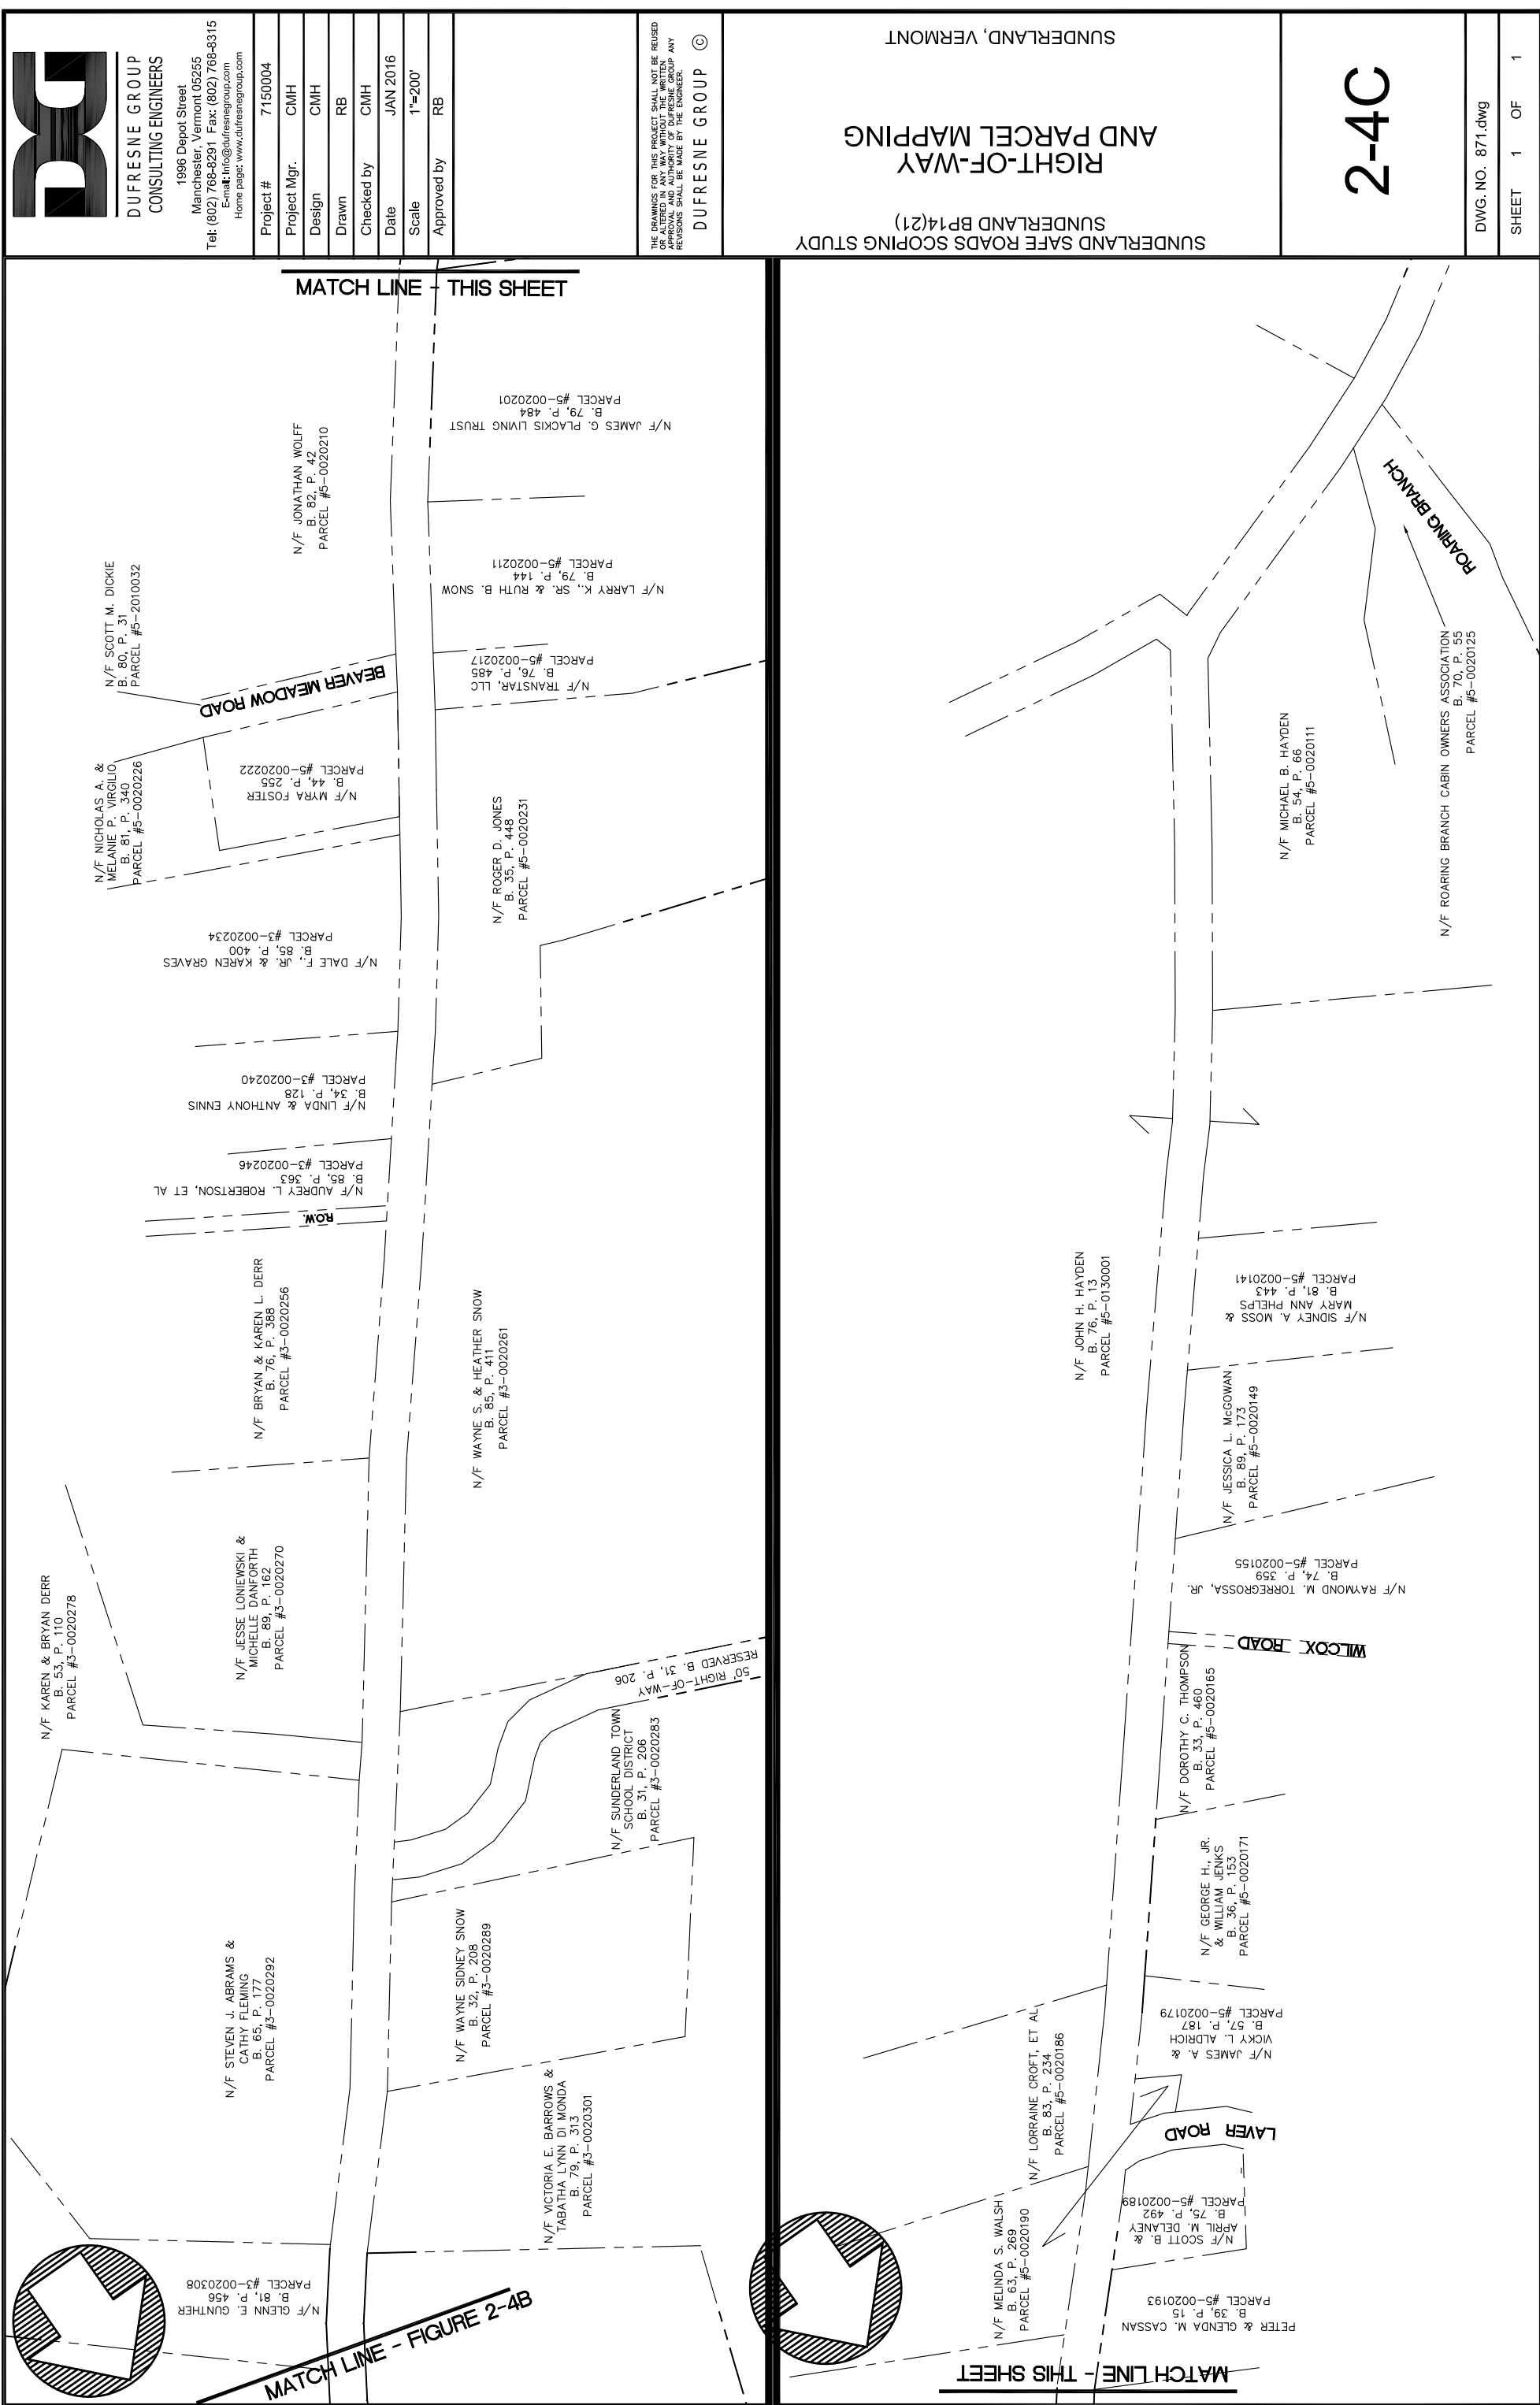 DUFRESNE GROUP
CONSULTING ENGINEERS
1996 Depot Street
Manchester, Vermont 05255
Tel: (802) 768-8291 Fax: (802) 768-8315
E-mail: Info@dufresnegroup.com
Home page: www.dufresnegroup.com
Project # 7150004
Project Mgr. CMH
Design CMH
Drawn RB
Checked by CMH
Date JAN 2016
Scale 1"=200'
Approved by RB
THE DRAWINGS FOR THIS PROJECT SHALL NOT BE REUSED
OR ALTERED IN ANY WAY WITHOUT THE WRITTEN
APPROVAL AND AUTHORITY OF DUFRESNE GROUP ANY
REVISIONS SHALL BE MADE BY THE ENGINEER.
DUFRESNE GROUP ©
SUNDERLAND SAFE ROADS SCOPING STUDY
SUNDERLAND BP14(21)
RIGHT-OF-WAY
AND PARCEL MAPPING
SUNDERLAND, VERMONT
2-4C
DWG. NO. 871.dwg
SHEET 1 OF 1
MATCH LINE - THIS SHEET
N/F JAMES G. PLACKIS LIVING TRUST
B. 79, P. 484
PARCEL #5-0020201
N/F JONATHAN WOLFF
B. 82, P. 42
PARCEL #5-0020210
N/F LARRY K., SR. & RUTH B. SNOW
B. 79, P. 144
PARCEL #5-0020211
N/F SCOTT M. DICKIE
B. 80, P. 31
PARCEL #5-2010032
N/F TRANSTAR, LLC
B. 76, P. 485
PARCEL #5-0020217
BEAVER MEADOW ROAD
N/F NICHOLAS A. &
MELANIE P. VIRGILIO
B. 81, P. 340
PARCEL #5-0020226
N/F MYRA FOSTER
B. 44, P. 255
PARCEL #5-0020222
N/F ROGER D. JONES
B. 35, P. 448
PARCEL #5-0020231
N/F DALE F., JR. & KAREN GRAVES
B. 85, P. 400
PARCEL #3-0020234
N/F LINDA & ANTHONY ENNIS
B. 34, P. 128
PARCEL #3-0020240
N/F AUDREY L. ROBERTSON, ET AL
B. 85, P. 363
PARCEL #3-0020246
R.O.W.
N/F BRYAN & KAREN L. DERR
B. 76, P. 388
PARCEL #3-0020256
N/F WAYNE S. & HEATHER SNOW
B. 85, P. 411
PARCEL #3-0020261
N/F JESSE LONIEWSKI &
MICHELLE DANFORTH
B. 89, P. 162
PARCEL #3-0020270
N/F KAREN & BRYAN DERR
B. 53, P. 110
PARCEL #3-0020278
50' RIGHT-OF-WAY
RESERVED B. 31, P. 206
N/F SUNDERLAND TOWN
SCHOOL DISTRICT
B. 31, P. 206
PARCEL #3-0020283
N/F STEVEN J. ABRAMS &
CATHY FLEMING
B. 65, P. 177
PARCEL #3-0020292
N/F WAYNE SIDNEY SNOW
B. 32, P. 208
PARCEL #3-0020289
N/F VICTORIA E. BARROWS &
TABATHA LYNN DI MONDA
B. 79, P. 313
PARCEL #3-0020301
N/F GLENN E. GUNTHER
B. 81, P. 456
PARCEL #3-0020308
MATCH LINE - FIGURE 2-4B
ROARING BRANCH
N/F ROARING BRANCH CABIN OWNERS ASSOCIATION
B. 70, P. 55
PARCEL #5-0020125
N/F MICHAEL B. HAYDEN
B. 54, P. 66
PARCEL #5-0020111
N/F JOHN H. HAYDEN
B. 76, P. 13
PARCEL #5-0130001
N/F SIDNEY A. MOSS &
MARY ANN PHELPS
B. 81, P. 443
PARCEL #5-0020141
N/F JESSICA L. McGOWAN
B. 89, P. 173
PARCEL #5-0020149
N/F RAYMOND M. TORREGROSSA, JR.
B. 74, P. 359
PARCEL #5-0020155
WILCOX ROAD
N/F DOROTHY C. THOMPSON
B. 33, P. 460
PARCEL #5-0020165
N/F GEORGE H., JR.
& WILLIAM JENKS
B. 36, P. 153
PARCEL #5-0020171
N/F JAMES A. &
VICKY L. ALDRICH
B. 57, P. 187
PARCEL #5-0020179
N/F LORRAINE CROFT, ET AL
B. 83, P. 234
PARCEL #5-0020186
LAVER ROAD
N/F SCOTT B. &
APRIL M. DELANEY
B. 75, P. 492
PARCEL #5-0020189
N/F MELINDA S. WALSH
B. 63, P. 269
PARCEL #5-0020190
PETER & GLENDA M. CASSAN
B. 39, P. 15
PARCEL #5-0020193
MATCH LINE - THIS SHEET